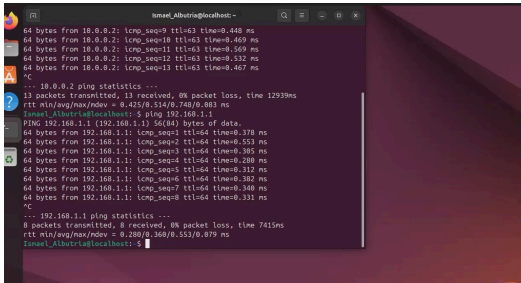 Ismael_Albutria@localhost: ~
64 bytes from 10.0.0.2: icmp_seq=9 ttl=63 time=0.448 ms
64 bytes from 10.0.0.2: icmp_seq=10 ttl=63 time=0.469 ms
64 bytes from 10.0.0.2: icmp_seq=11 ttl=63 time=0.569 ms
64 bytes from 10.0.0.2: icmp_seq=12 ttl=63 time=0.532 ms
64 bytes from 10.0.0.2: icmp_seq=13 ttl=63 time=0.467 ms
^C
--- 10.0.0.2 ping statistics ---
13 packets transmitted, 13 received, 0% packet loss, time 12939ms
rtt min/avg/max/mdev = 0.425/0.514/0.748/0.083 ms
Ismael_Albutria@localhost:~$ ping 192.168.1.1
PING 192.168.1.1 (192.168.1.1) 56(84) bytes of data.
64 bytes from 192.168.1.1: icmp_seq=1 ttl=64 time=0.378 ms
64 bytes from 192.168.1.1: icmp_seq=2 ttl=64 time=0.553 ms
64 bytes from 192.168.1.1: icmp_seq=3 ttl=64 time=0.305 ms
64 bytes from 192.168.1.1: icmp_seq=4 ttl=64 time=0.280 ms
64 bytes from 192.168.1.1: icmp_seq=5 ttl=64 time=0.312 ms
64 bytes from 192.168.1.1: icmp_seq=6 ttl=64 time=0.382 ms
64 bytes from 192.168.1.1: icmp_seq=7 ttl=64 time=0.340 ms
64 bytes from 192.168.1.1: icmp_seq=8 ttl=64 time=0.331 ms
^C
--- 192.168.1.1 ping statistics ---
8 packets transmitted, 8 received, 0% packet loss, time 7415ms
rtt min/avg/max/mdev = 0.280/0.360/0.553/0.079 ms
Ismael_Albutria@localhost:~$